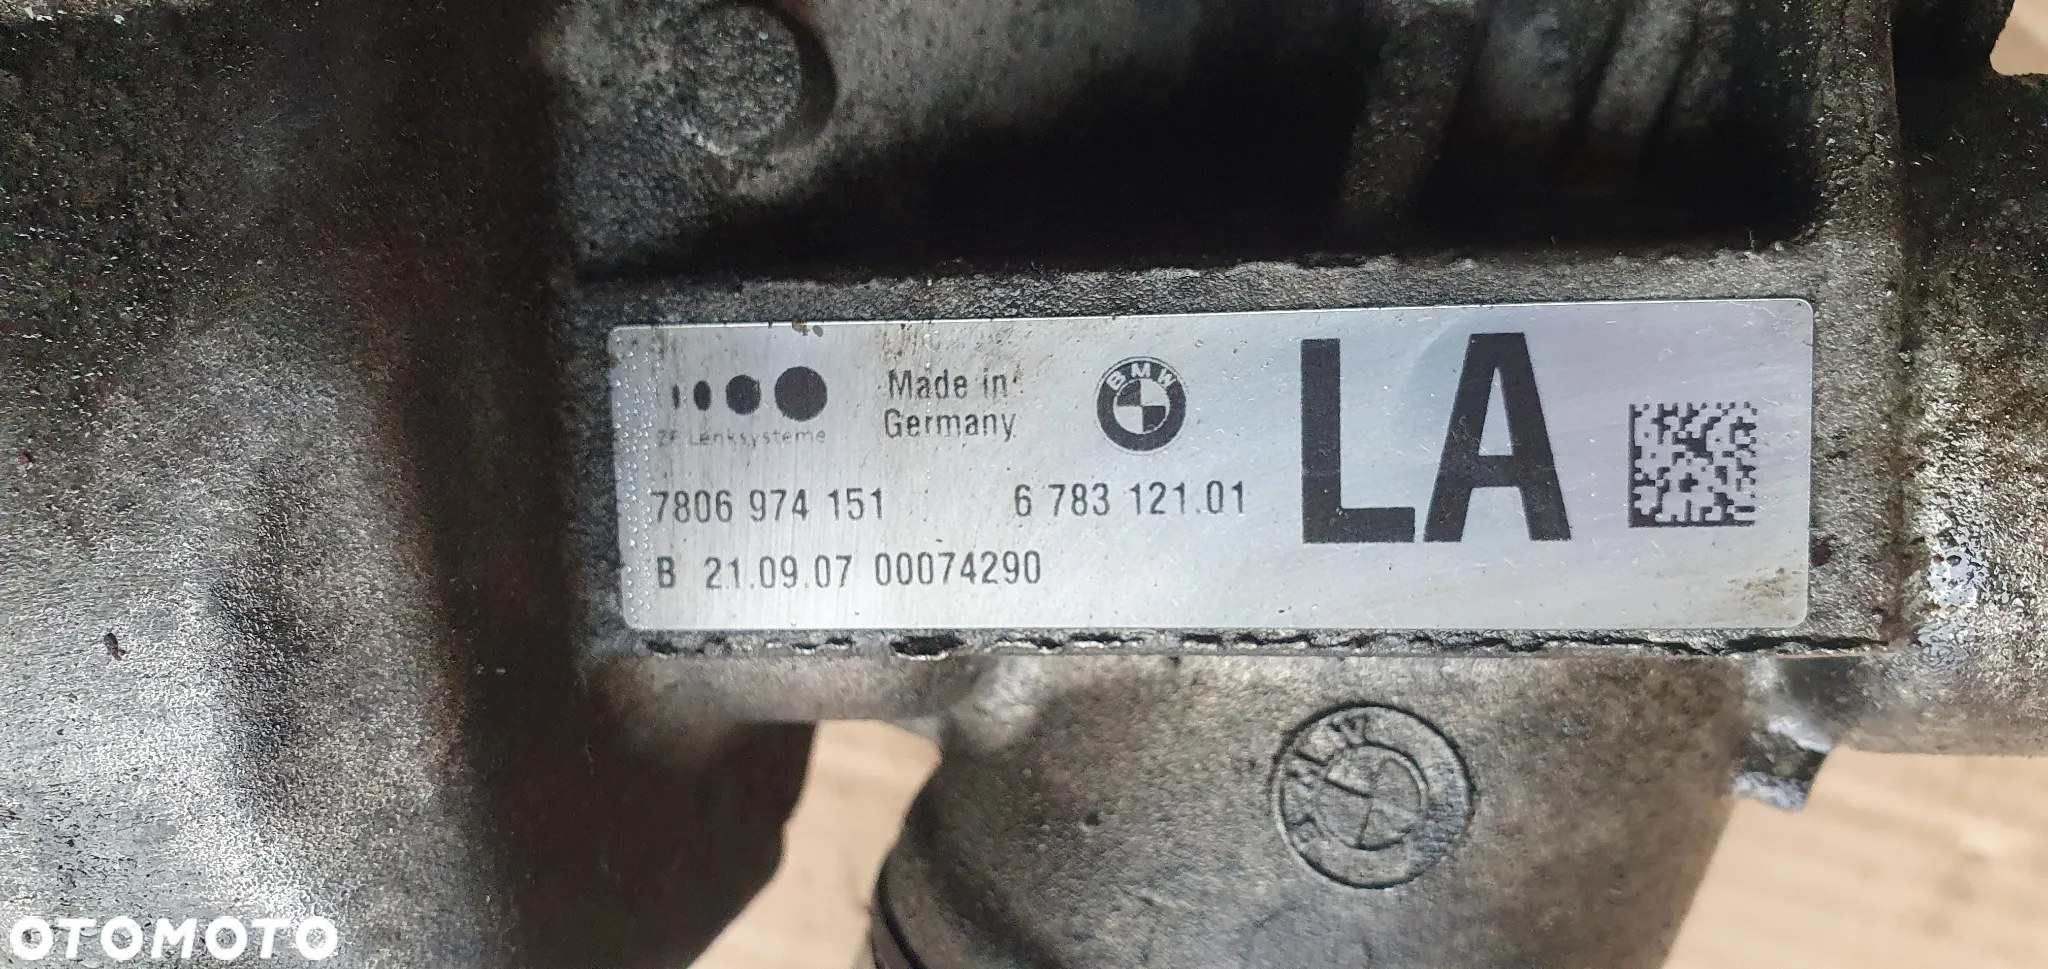 ZF Lenksysteme
Made in
Germany
BMW
LA
7806 974 151
6 783 121.01
B 21.09.07 00074290
OTOMOTO